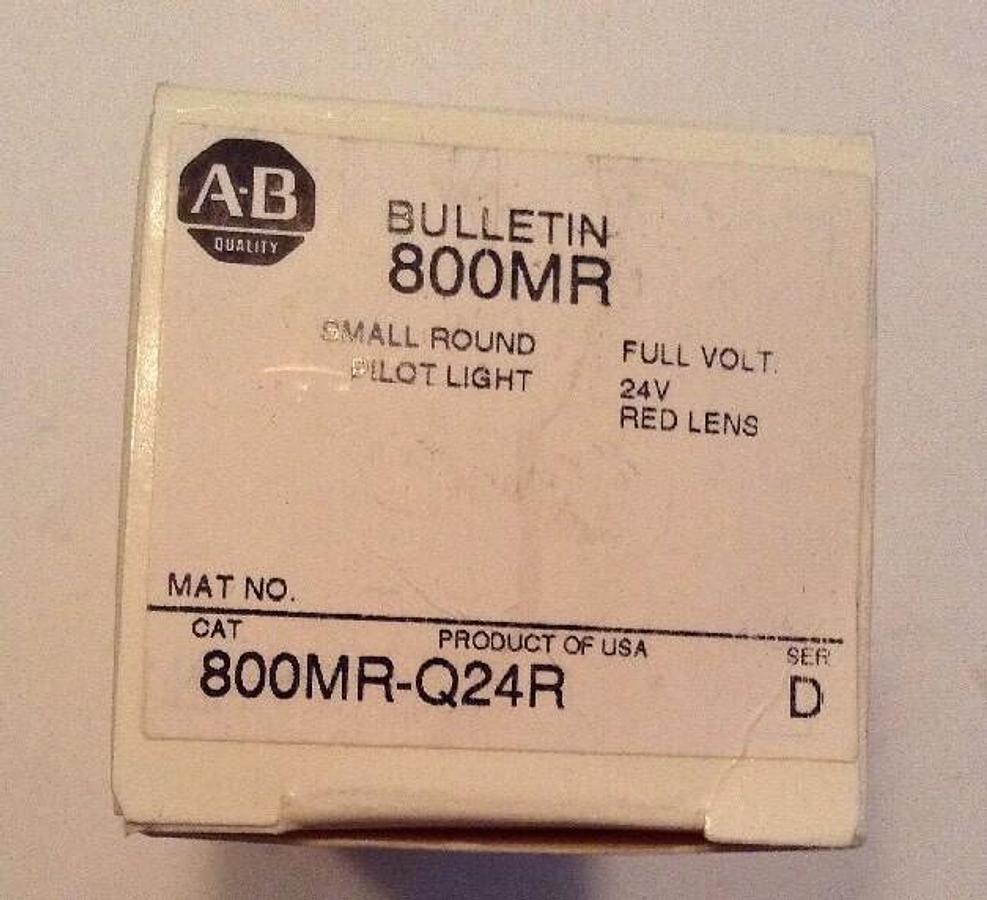 A-B
QUALITY
BULLETIN
800MR
SMALL ROUND
PILOT LIGHT
FULL VOLT.
24V
RED LENS
MAT NO.
CAT
PRODUCT OF USA
SER
800MR-Q24R
D